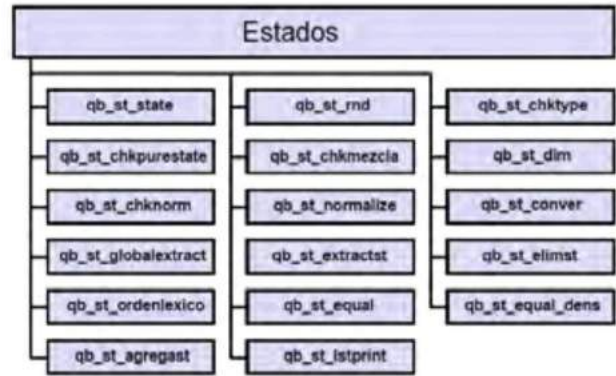 Estados
qb_st_state
qb_st_rnd
qb_st_chktype
qb_st_chkpurestate
qb_st_chkmezcla
qb_st_dim
qb_st_chknorm
qb_st_normalize
qb_st_conver
qb_st_globalextract
qb_st_extractst
qb_st_elimst
qb_st_ordenlexico
qb_st_equal
qb_st_equal_dens
qb_st_agregast
qb_st_lstprint